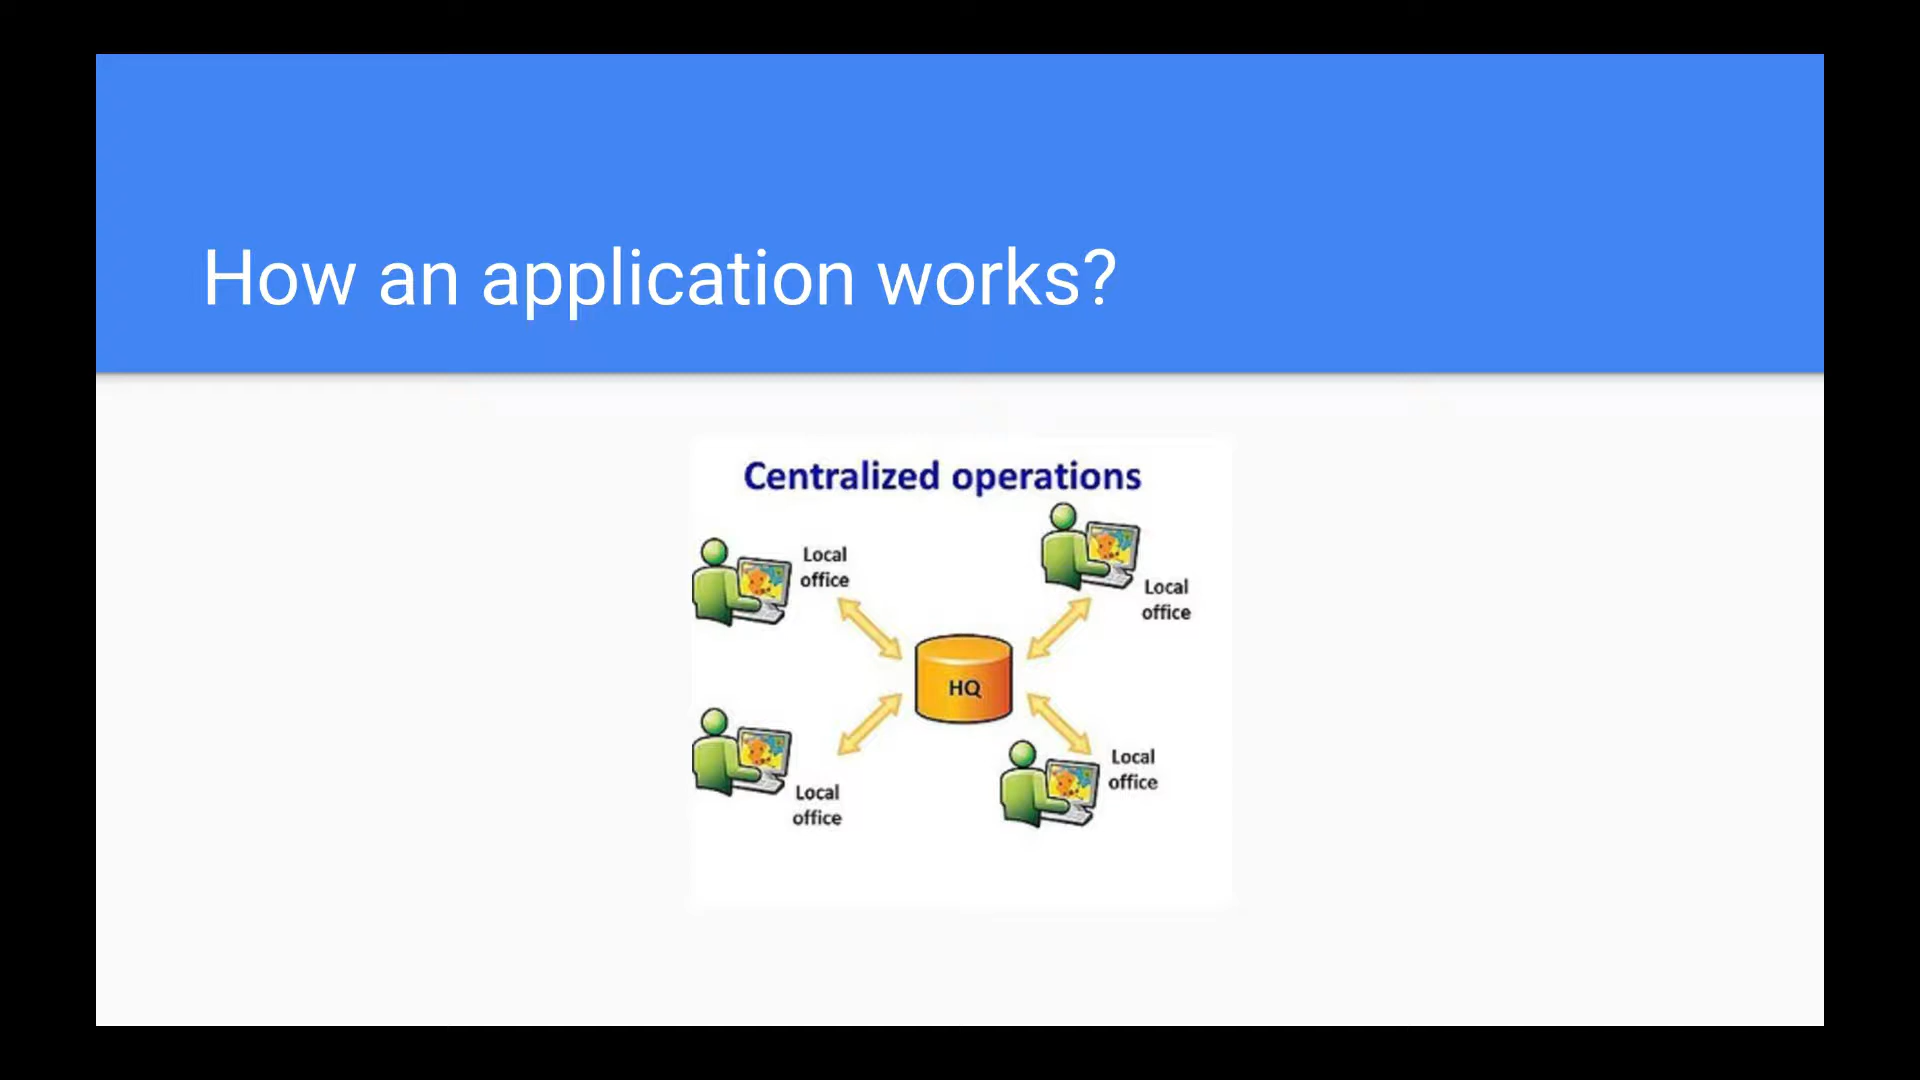 How an application works?
Centralized operations
Local
office
Local
office
HQ
Local
office
Local
office